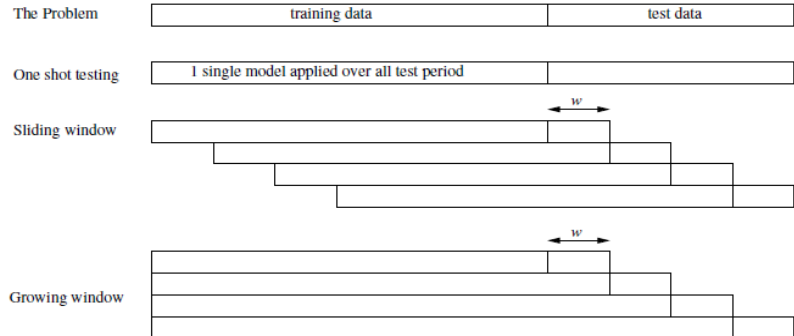 The Problem
training data
test data
One shot testing
1 single model applied over all test period
w
Sliding window
w
Growing window